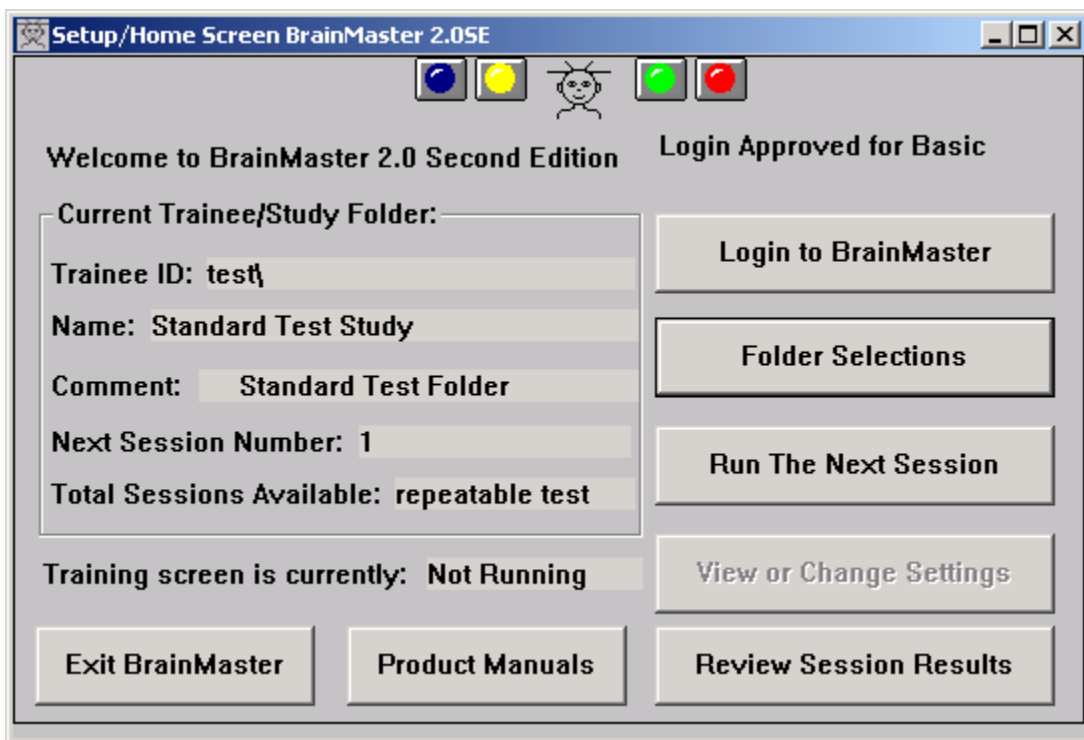 Setup/Home Screen BrainMaster 2.0SE
Welcome to BrainMaster 2.0 Second Edition
Login Approved for Basic
Current Trainee/Study Folder:
Trainee ID: test\
Name: Standard Test Study
Comment: Standard Test Folder
Next Session Number: 1
Total Sessions Available: repeatable test
Training screen is currently: Not Running
Login to BrainMaster
Folder Selections
Run The Next Session
View or Change Settings
Exit BrainMaster
Product Manuals
Review Session Results